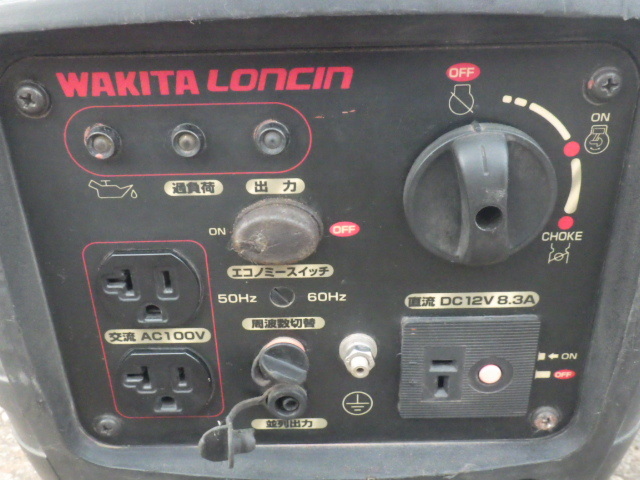 WAKITA LONCIN
OFF
ON
過負荷
出力
ON
OFF
CHOKE
エコノミースイッチ
50Hz
60Hz
直流 DC12V 8.3A
周波数切替
交流 AC100V
ON
OFF
並列出力